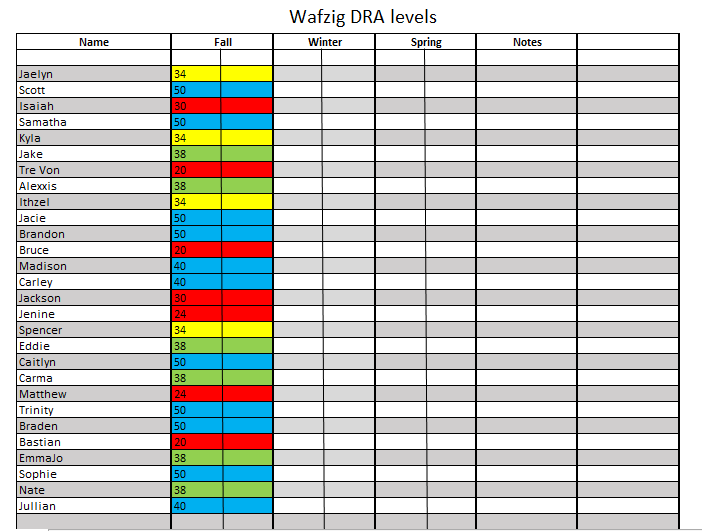 Wafzig DRA levels
Name Fall Winter Spring Notes
Jaelyn 34
Scott 50
Isaiah 30
Samatha 50
Kyla 34
Jake 38
Tre Von 20
Alexxis 38
Ithzel 34
Jacie 50
Brandon 50
Bruce 20
Madison 40
Carley 40
Jackson 30
Jenine 24
Spencer 34
Eddie 38
Caitlyn 50
Carma 38
Matthew 24
Trinity 50
Braden 50
Bastian 20
EmmaJo 38
Sophie 50
Nate 38
Jullian 40